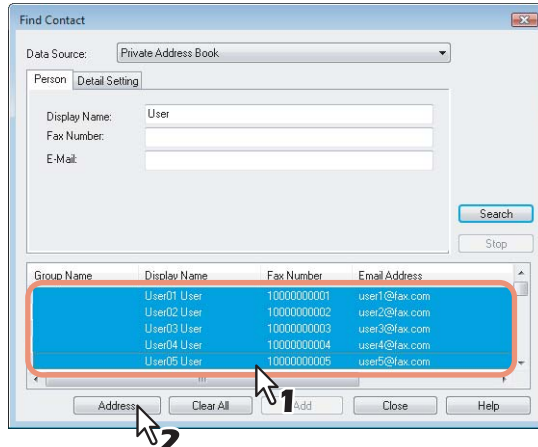 Find Contact
Data Source: Private Address Book
Person Detail Setting
Display Name: User
Fax Number:
E-Mail:
Search
Stop
Group Name Display Name Fax Number Email Address
User01 User 10000000001 user1@fax.com
User02 User 10000000002 user2@fax.com
User03 User 10000000003 user3@fax.com
User04 User 10000000004 user4@fax.com
User05 User 10000000005 user5@fax.com
1
Address Clear All Add Close Help
2